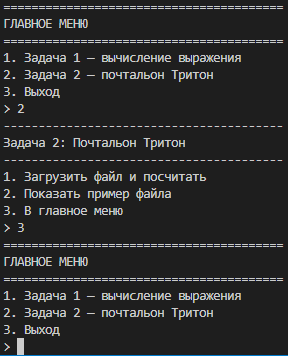 ========================================
ГЛАВНОЕ МЕНЮ
========================================
1. Задача 1 — вычисление выражения
2. Задача 2 — почтальон Тритон
3. Выход
> 2
----------------------------------------
Задача 2: Почтальон Тритон
----------------------------------------
1. Загрузить файл и посчитать
2. Показать пример файла
3. В главное меню
> 3
========================================
ГЛАВНОЕ МЕНЮ
========================================
1. Задача 1 — вычисление выражения
2. Задача 2 — почтальон Тритон
3. Выход
>